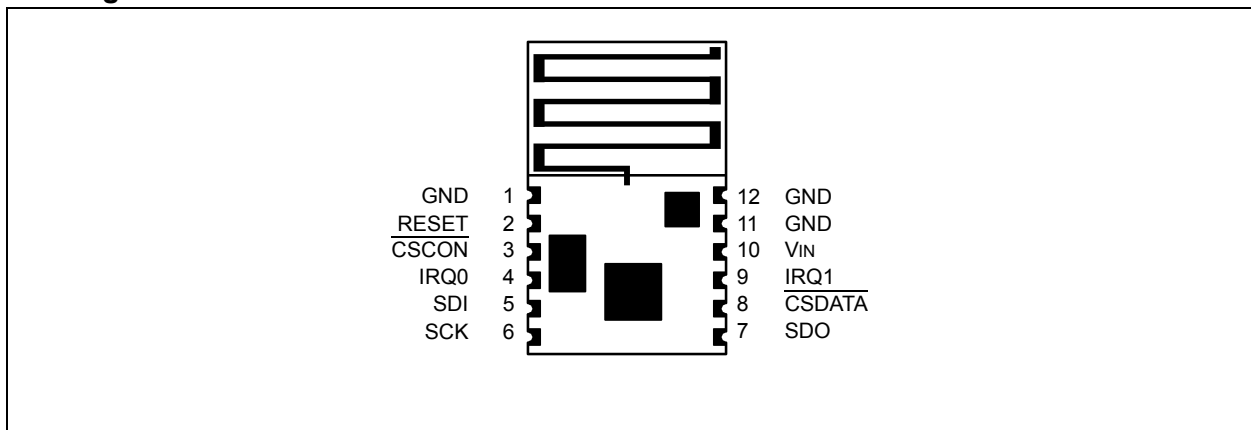 GND 1
RESET 2
CSCON 3
IRQ0 4
SDI 5
SCK 6
12 GND
11 GND
10 VIN
9 IRQ1
8 CSDATA
7 SDO